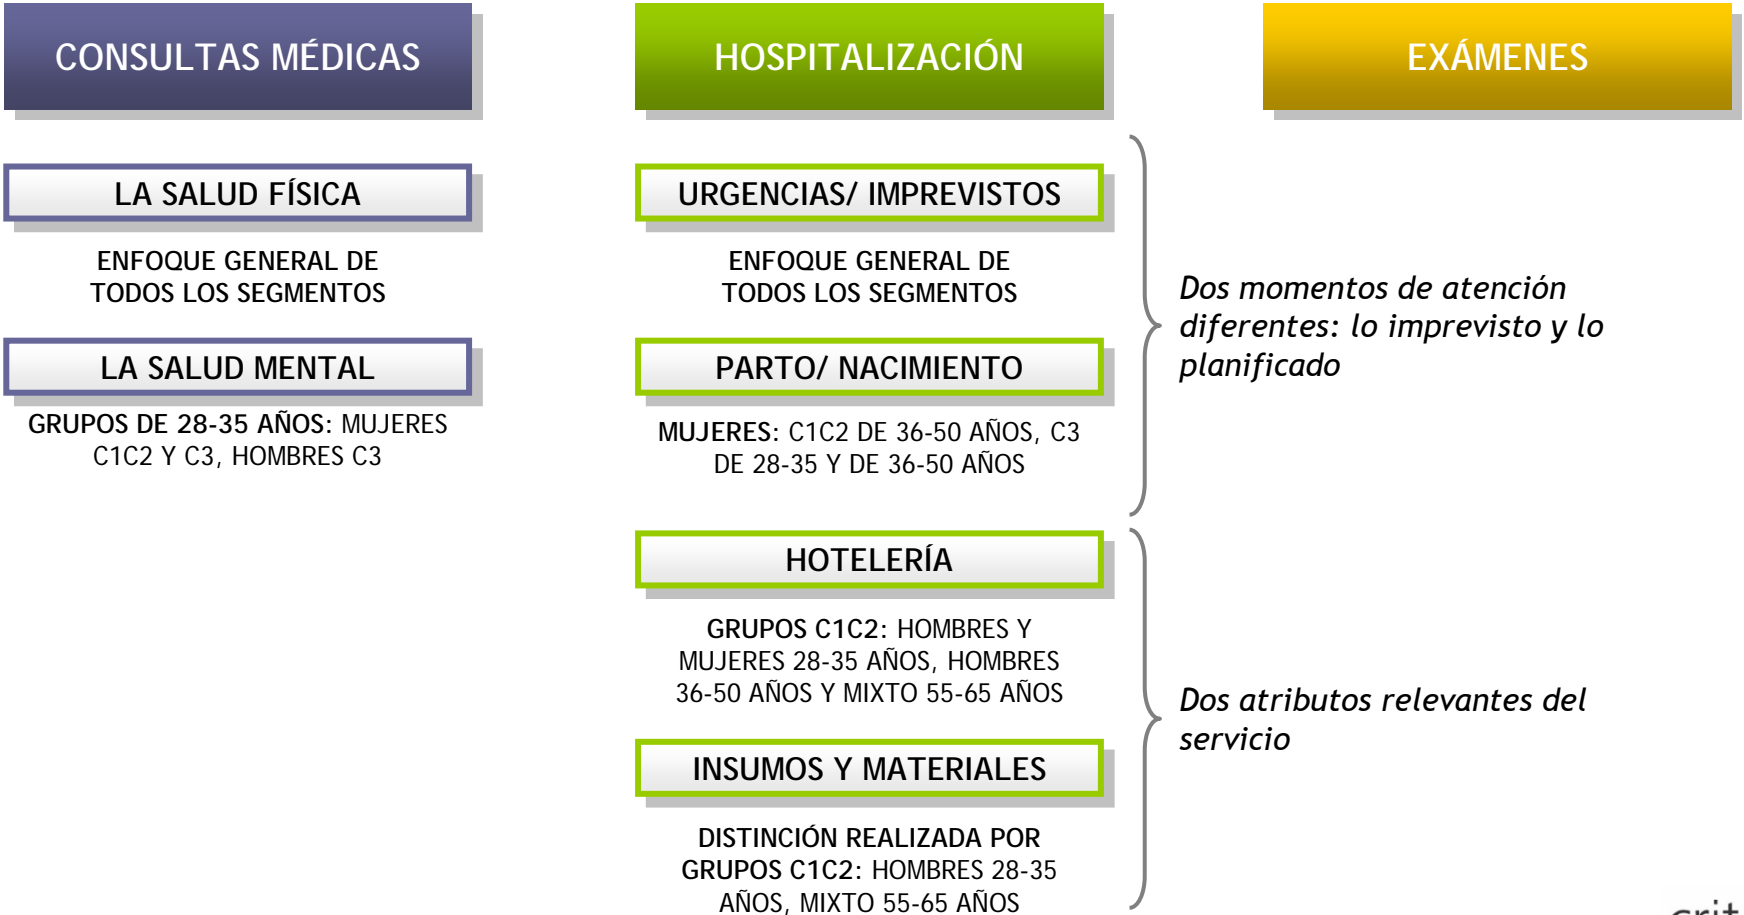 CONSULTAS MÉDICAS
HOSPITALIZACIÓN
EXÁMENES
LA SALUD FÍSICA
ENFOQUE GENERAL DE
TODOS LOS SEGMENTOS
LA SALUD MENTAL
GRUPOS DE 28-35 AÑOS: MUJERES
C1C2 Y C3, HOMBRES C3
URGENCIAS/ IMPREVISTOS
ENFOQUE GENERAL DE
TODOS LOS SEGMENTOS
PARTO/ NACIMIENTO
MUJERES: C1C2 DE 36-50 AÑOS, C3
DE 28-35 Y DE 36-50 AÑOS
Dos momentos de atención
diferentes: lo imprevisto y lo
planificado
HOTELERÍA
GRUPOS C1C2: HOMBRES Y
MUJERES 28-35 AÑOS, HOMBRES
36-50 AÑOS Y MIXTO 55-65 AÑOS
INSUMOS Y MATERIALES
DISTINCIÓN REALIZADA POR
GRUPOS C1C2: HOMBRES 28-35
AÑOS, MIXTO 55-65 AÑOS
Dos atributos relevantes del
servicio